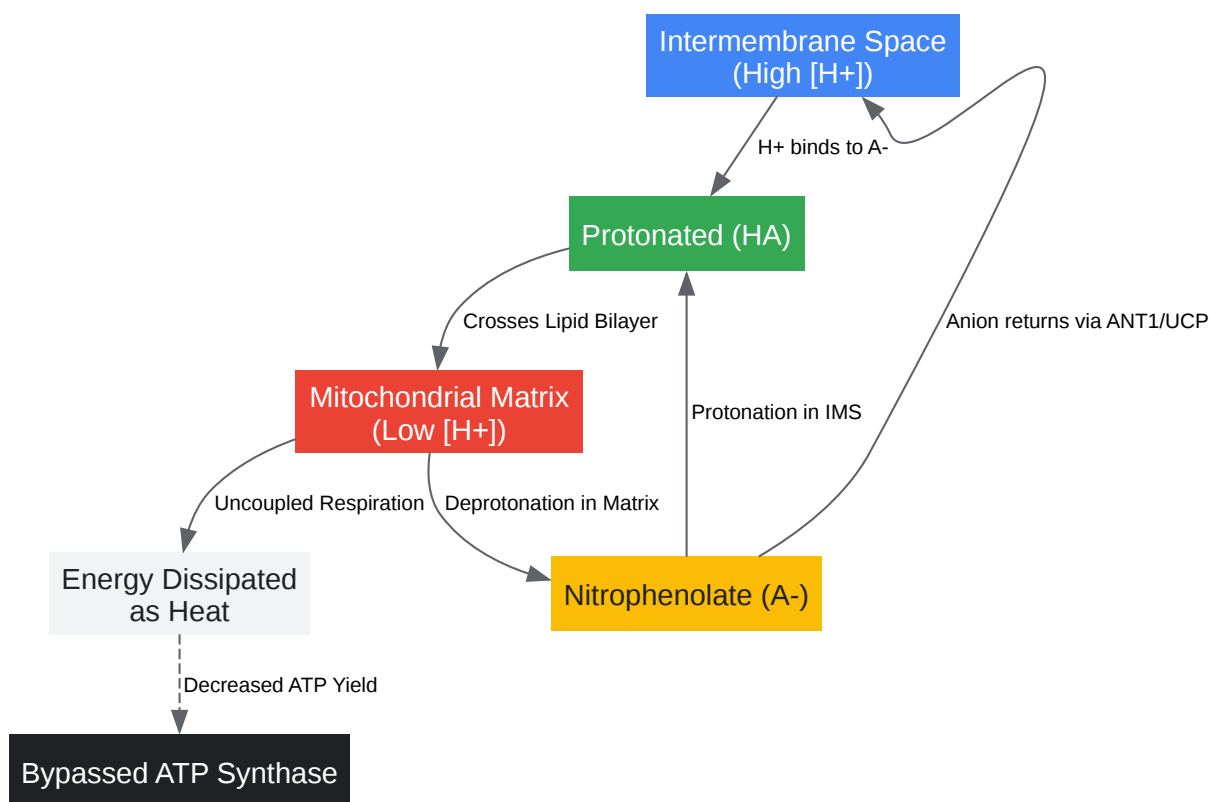 Intermembrane Space
(High [H+])
H+ binds to A-
Protonated (HA)
Crosses Lipid Bilayer
Anion returns via ANT1/UCP
Mitochondrial Matrix
(Low [H+])
Protonation in IMS
Uncoupled Respiration
Deprotonation in Matrix
Energy Dissipated
as Heat
Nitrophenolate (A-)
Decreased ATP Yield
Bypassed ATP Synthase